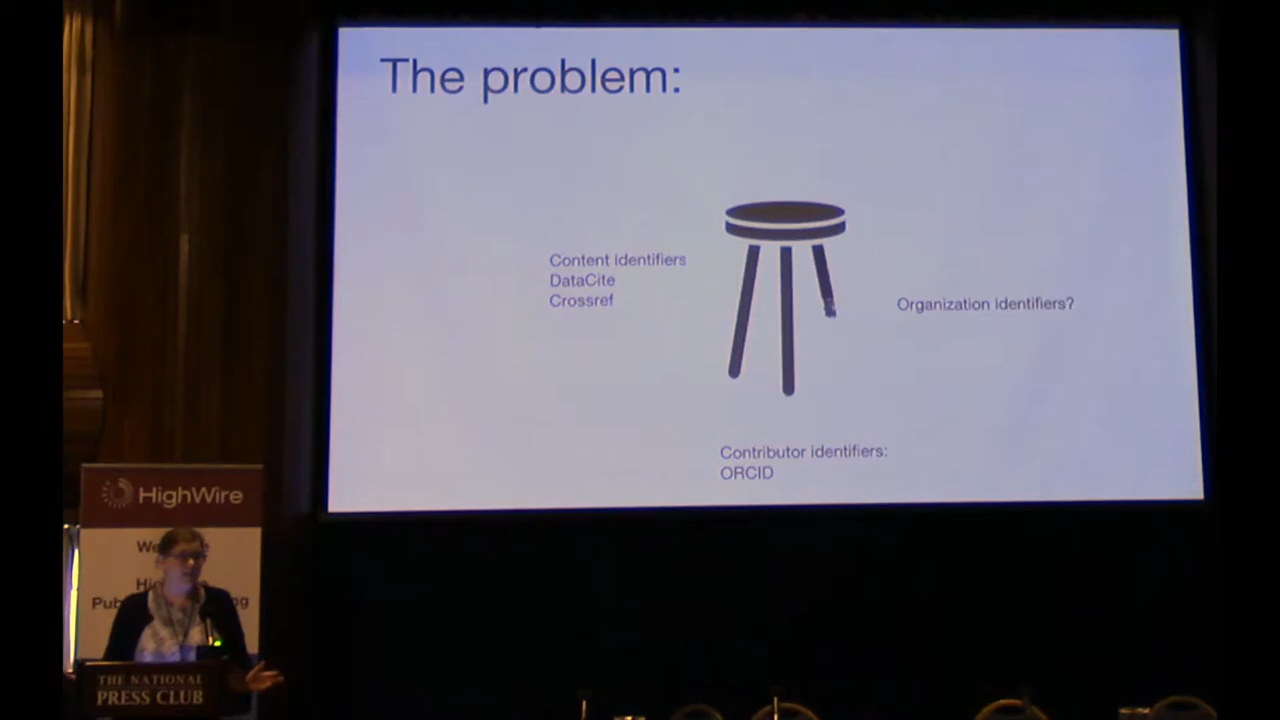 The problem:
Content identifiers
DataCite
Crossref
Organization identifiers?
Contributor identifiers:
ORCID
HighWire
THE NATIONAL
PRESS CLUB